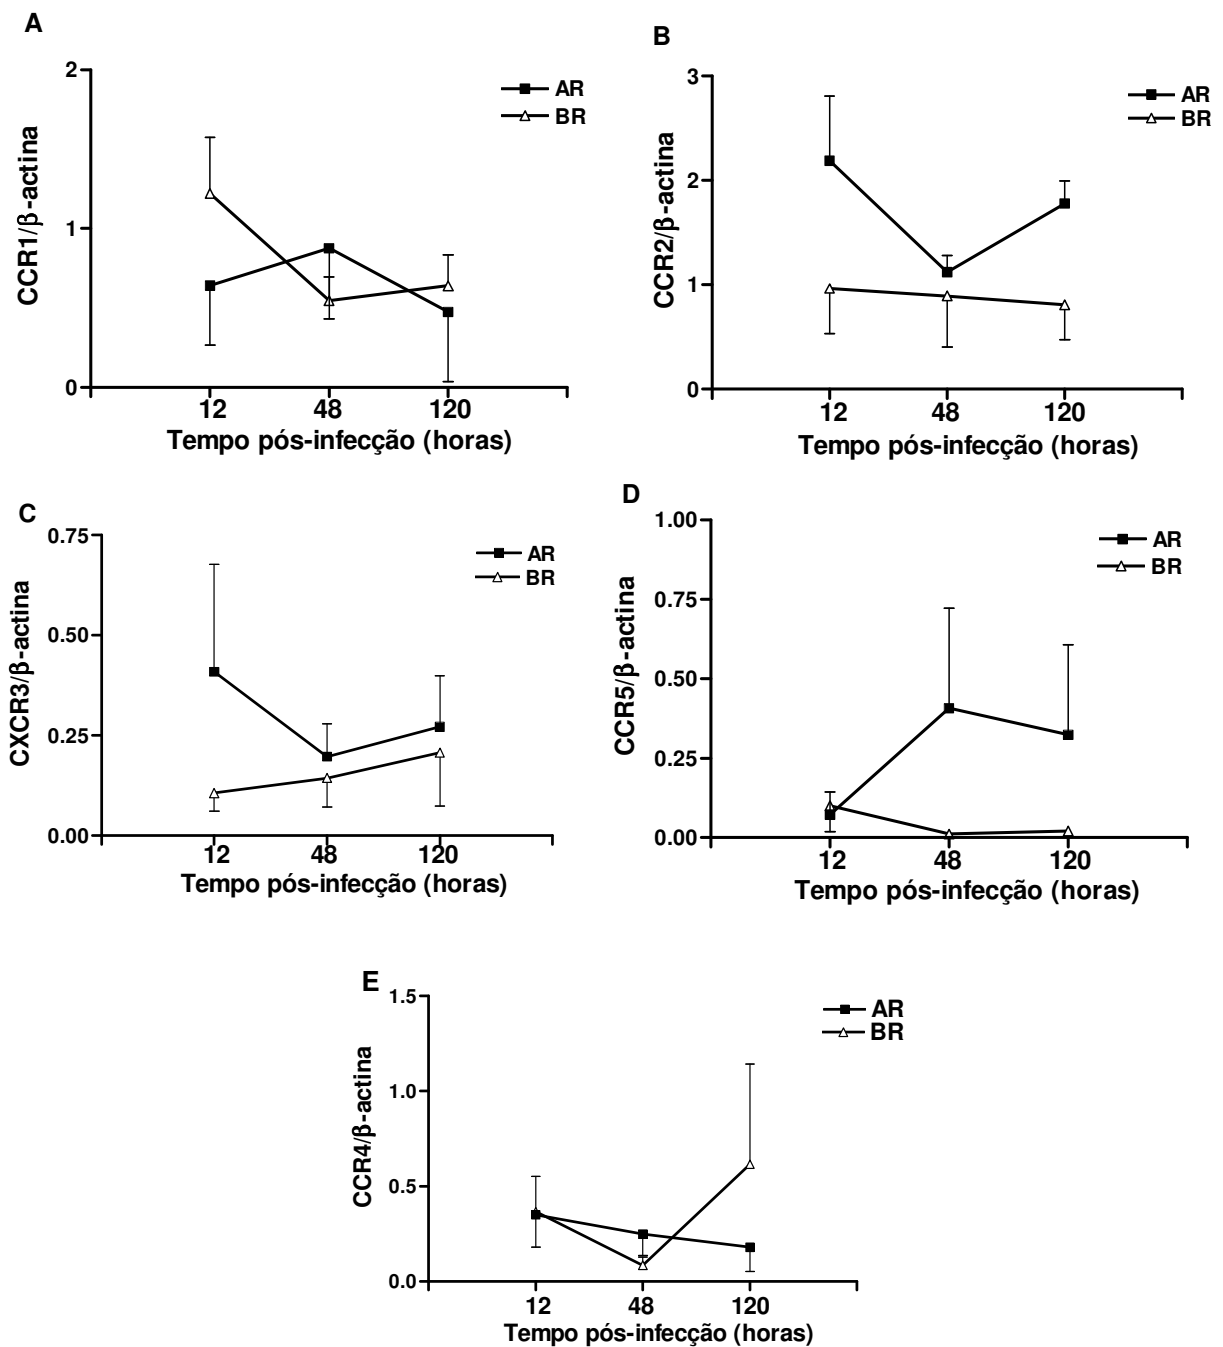 A
2
1
0
CCR1/β-actina
AR
BR
12 48 120
Tempo pós-infecção (horas)
B
3
2
1
0
CCR2/β-actina
AR
BR
12 48 120
Tempo pós-infecção (horas)
C
0.75
0.50
0.25
0.00
CXCR3/β-actina
AR
BR
12 48 120
Tempo pós-infecção (horas)
D
1.00
0.75
0.50
0.25
0.00
CCR5/β-actina
AR
BR
12 48 120
Tempo pós-infecção (horas)
E
1.5
1.0
0.5
0.0
CCR4/β-actina
AR
BR
12 48 120
Tempo pós-infecção (horas)